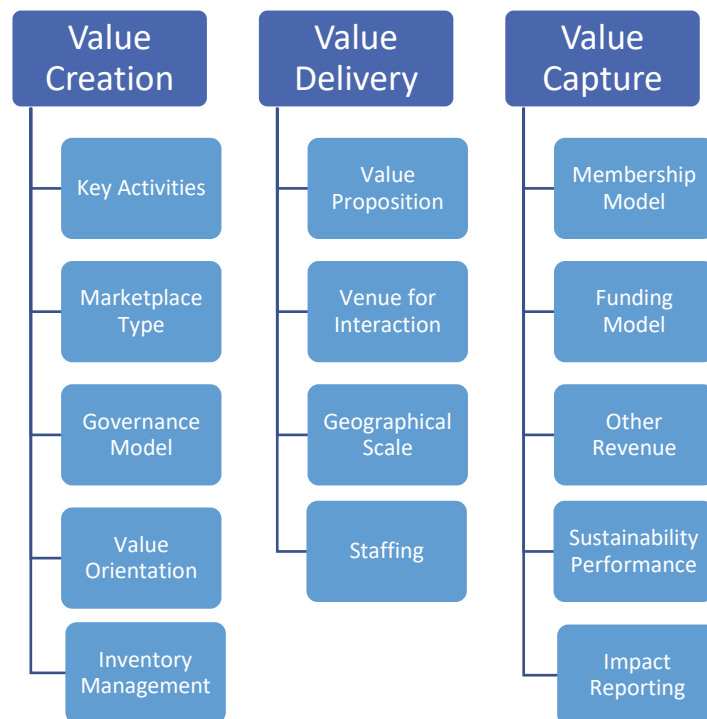 Value
Creation
Key Activities
Marketplace
Type
Governance
Model
Value
Orientation
Inventory
Management
Value
Delivery
Value
Proposition
Venue for
Interaction
Geographical
Scale
Staffing
Value
Capture
Membership
Model
Funding
Model
Other
Revenue
Sustainability
Performance
Impact
Reporting